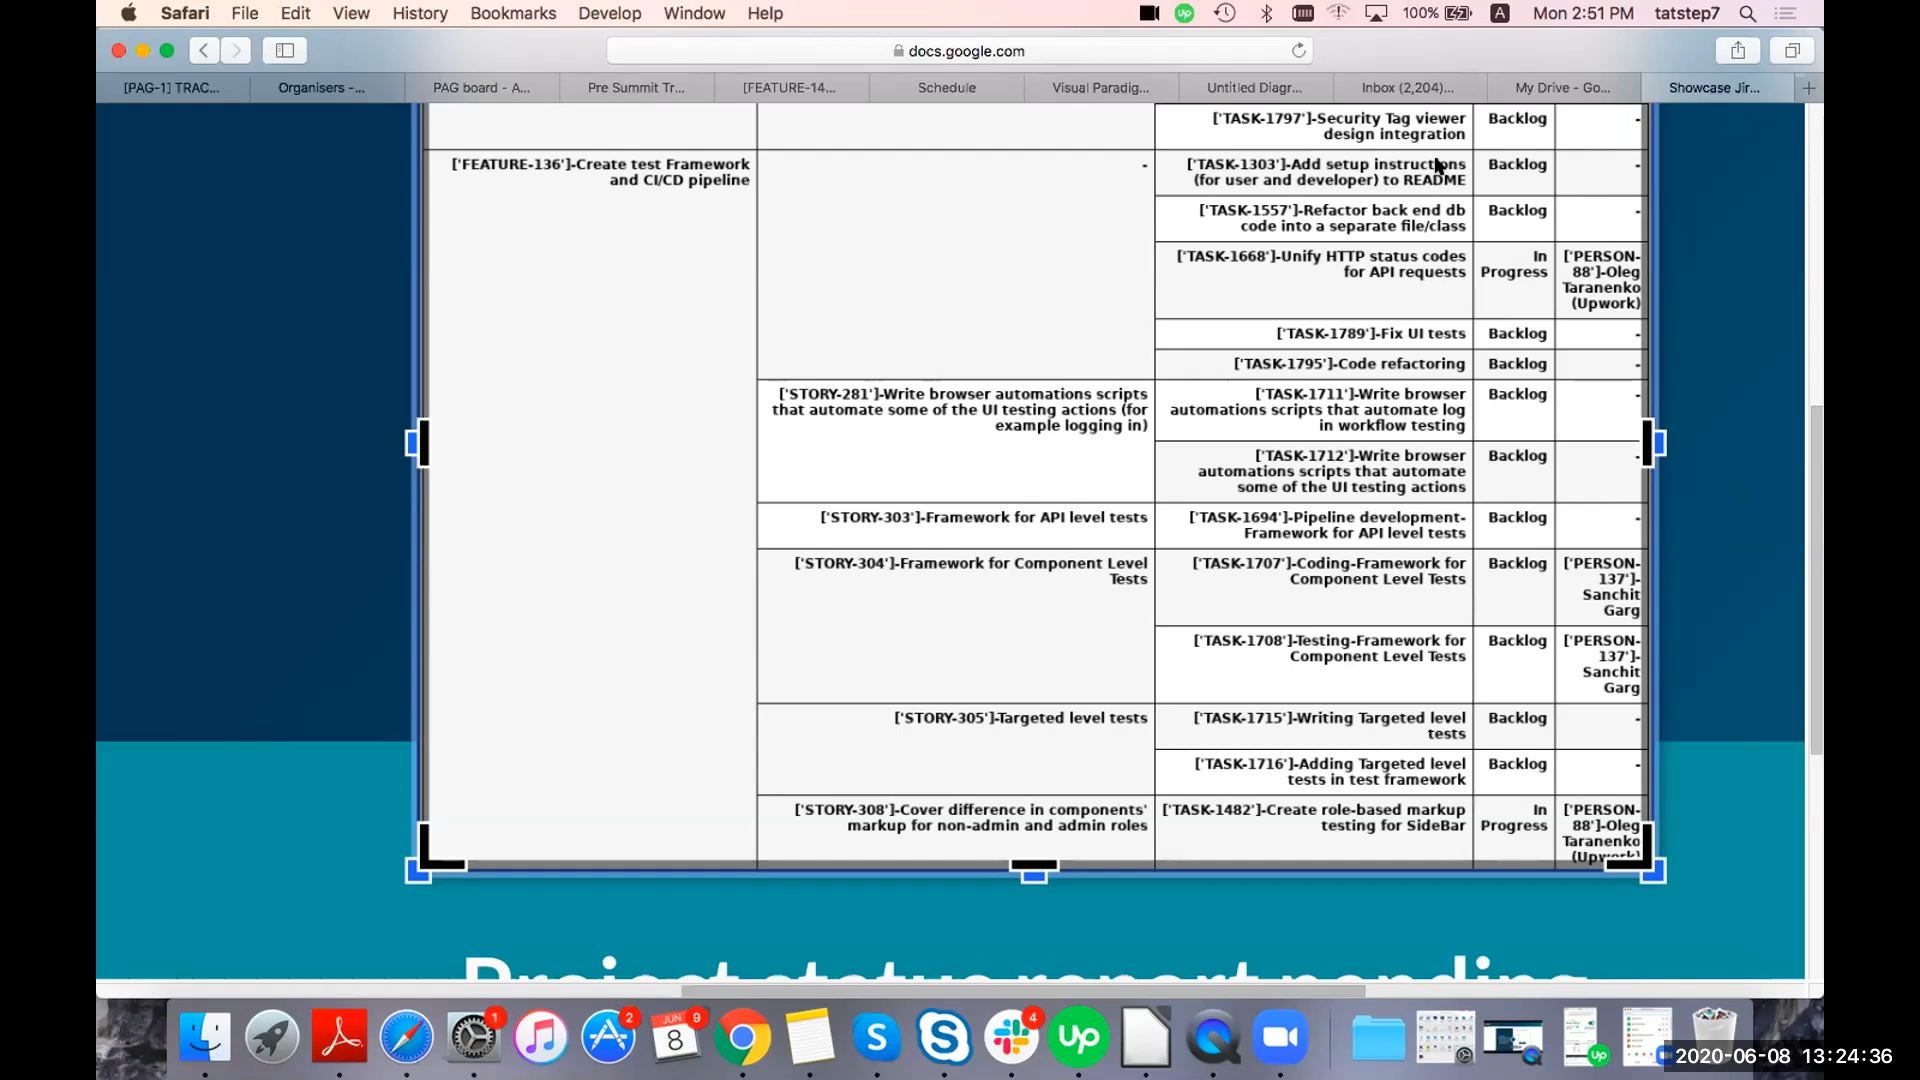 Safari File Edit View History Bookmarks Develop Window Help
100% A Mon 2:51 PM tatstep7
docs.google.com
[PAG-1] TRAC... Organisers -... PAG board - A... Pre Summit Tr... [FEATURE-14... Schedule Visual Paradig... Untitled Diagr... Inbox (2,204)... My Drive - Go... Showcase Jir...
['TASK-1797']-Security Tag viewer
design integration
Backlog
-
['FEATURE-136']-Create test Framework
and CI/CD pipeline
-
['TASK-1303']-Add setup instructions
(for user and developer) to README
Backlog
-
['TASK-1557']-Refactor back end db
code into a separate file/class
Backlog
-
['TASK-1668']-Unify HTTP status codes
for API requests
In
Progress
['PERSON-
88']-Oleg
Taranenko
(Upwork)
['TASK-1789']-Fix UI tests
Backlog
-
['TASK-1795']-Code refactoring
Backlog
-
['STORY-281']-Write browser automations scripts
that automate some of the UI testing actions (for
example logging in)
['TASK-1711']-Write browser
automations scripts that automate log
in workflow testing
Backlog
-
['TASK-1712']-Write browser
automations scripts that automate
some of the UI testing actions
Backlog
-
['STORY-303']-Framework for API level tests
['TASK-1694']-Pipeline development-
Framework for API level tests
Backlog
-
['STORY-304']-Framework for Component Level
Tests
['TASK-1707']-Coding-Framework for
Component Level Tests
Backlog
['PERSON-
137']-
Sanchit
Garg
['TASK-1708']-Testing-Framework for
Component Level Tests
Backlog
['PERSON-
137']-
Sanchit
Garg
['STORY-305']-Targeted level tests
['TASK-1715']-Writing Targeted level
tests
Backlog
-
['TASK-1716']-Adding Targeted level
tests in test framework
Backlog
-
['STORY-308']-Cover difference in components'
markup for non-admin and admin roles
['TASK-1482']-Create role-based markup
testing for SideBar
In
Progress
['PERSON-
88']-Oleg
Taranenko
(Upwork)
Project status report pending
1 2 JUN 9 8 4 Up
2020-06-08 13:24:36